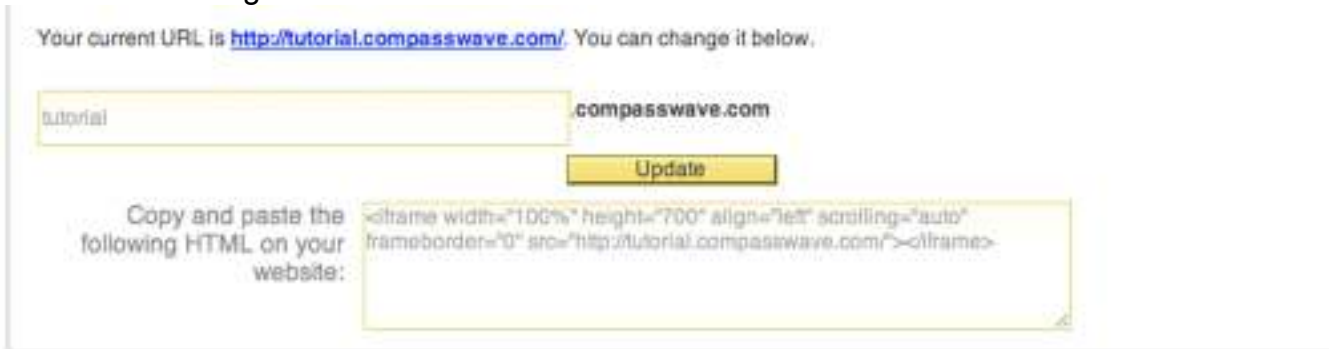 Your current URL is http://tutorial.compasswave.com/. You can change it below.
tutorial .compasswave.com
Update
Copy and paste the
following HTML on your
website:
<iframe width="100%" height="700" align="left" scrolling="auto"
frameborder="0" src="http://tutorial.compasswave.com/"></iframe>